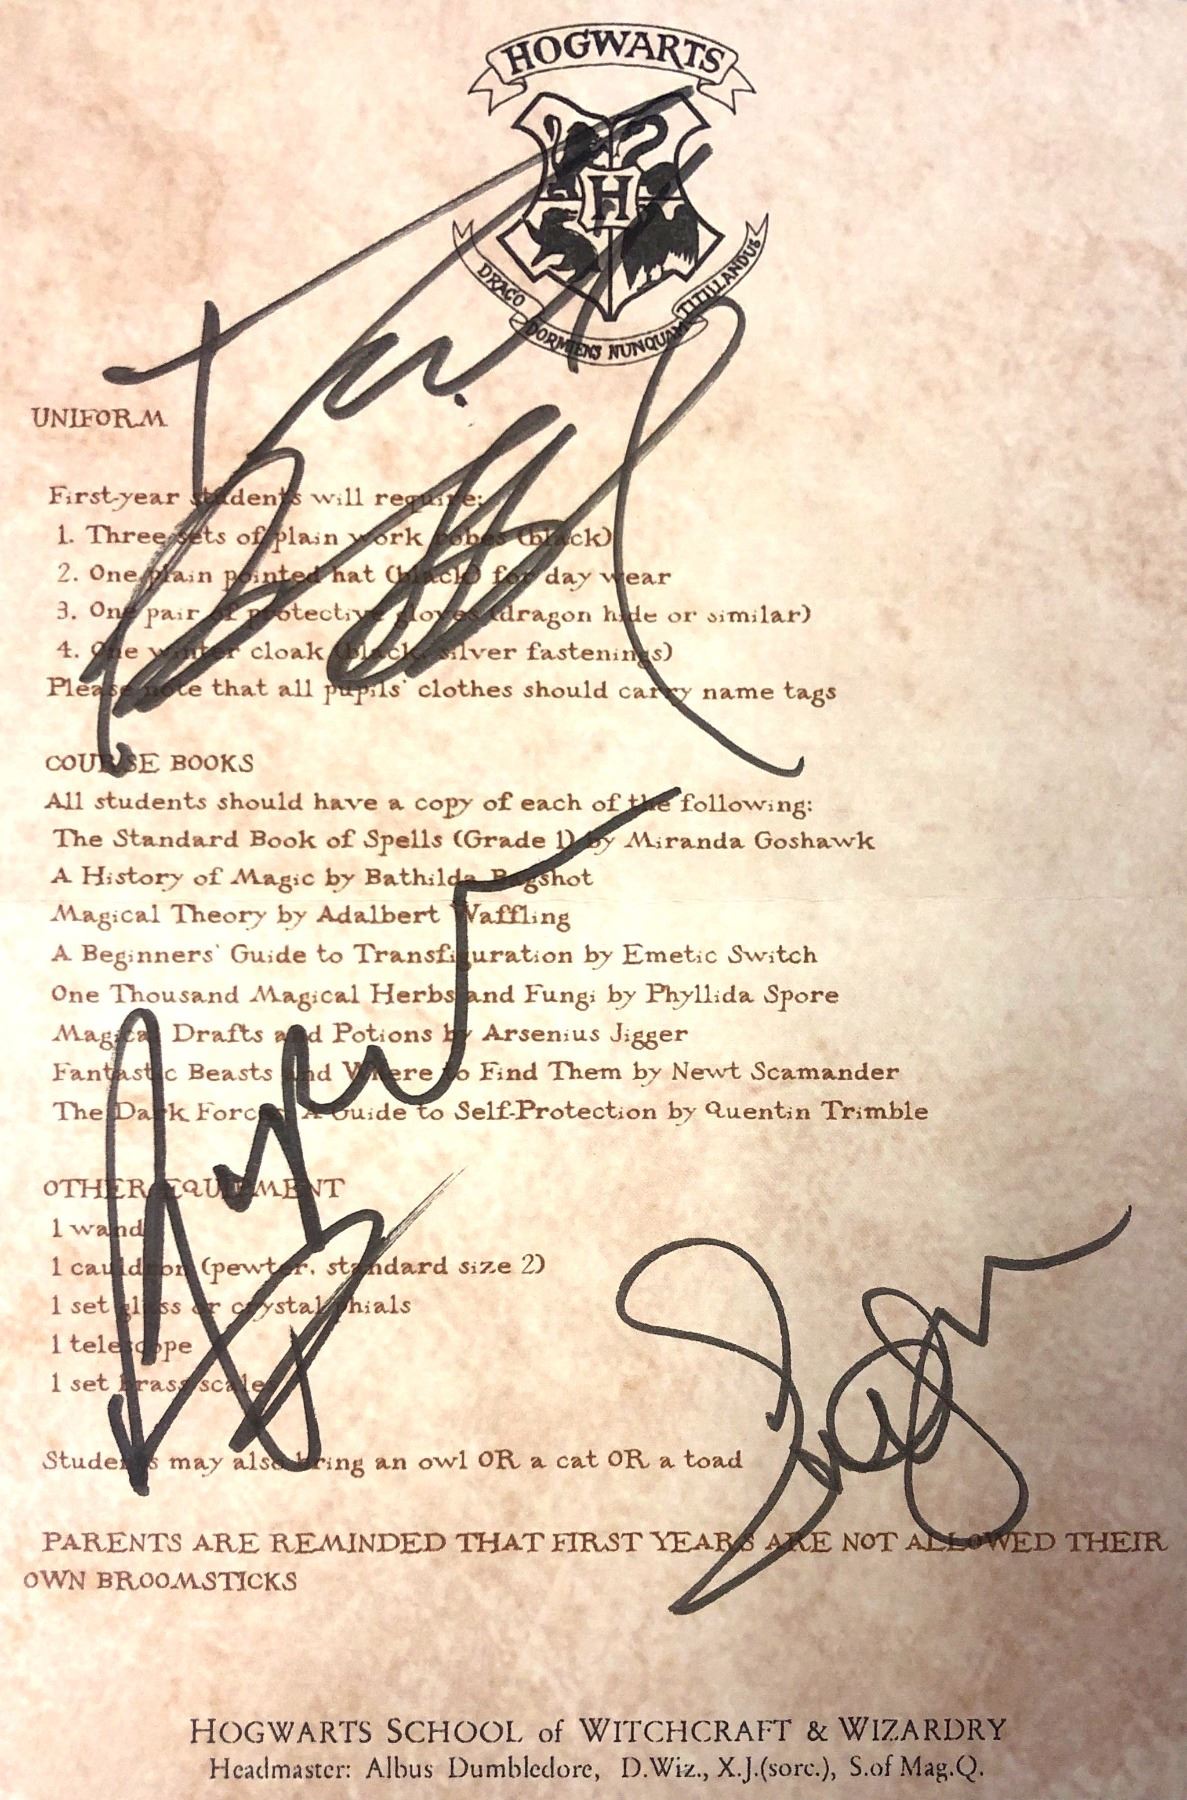 HOGWARTS
H
DRACO DORMIENS NUNQUAM TITILLANDUS
UNIFORM
First-year students will require:
1. Three sets of plain work robes (black)
2. One plain pointed hat (black) for day wear
3. One pair of protective gloves (dragon hide or similar)
4. One winter cloak (black, silver fastenings)
Please note that all pupils' clothes should carry name tags
COURSE BOOKS
All students should have a copy of each of the following:
The Standard Book of Spells (Grade 1) by Miranda Goshawk
A History of Magic by Bathilda Bagshot
Magical Theory by Adalbert Waffling
A Beginners' Guide to Transfiguration by Emetic Switch
One Thousand Magical Herbs and Fungi by Phyllida Spore
Magical Drafts and Potions by Arsenius Jigger
Fantastic Beasts and Where to Find Them by Newt Scamander
The Dark Forces A Guide to Self-Protection by Quentin Trimble
OTHER EQUIPMENT
1 wand
1 cauldron (pewter, standard size 2)
1 set glass or crystal phials
1 telescope
1 set brass scales
Students may also bring an owl OR a cat OR a toad
PARENTS ARE REMINDED THAT FIRST YEARS ARE NOT ALLOWED THEIR
OWN BROOMSTICKS
HOGWARTS SCHOOL of WITCHCRAFT & WIZARDRY
Headmaster: Albus Dumbledore, D.Wiz., X.J.(sorc.), S.of Mag.Q.